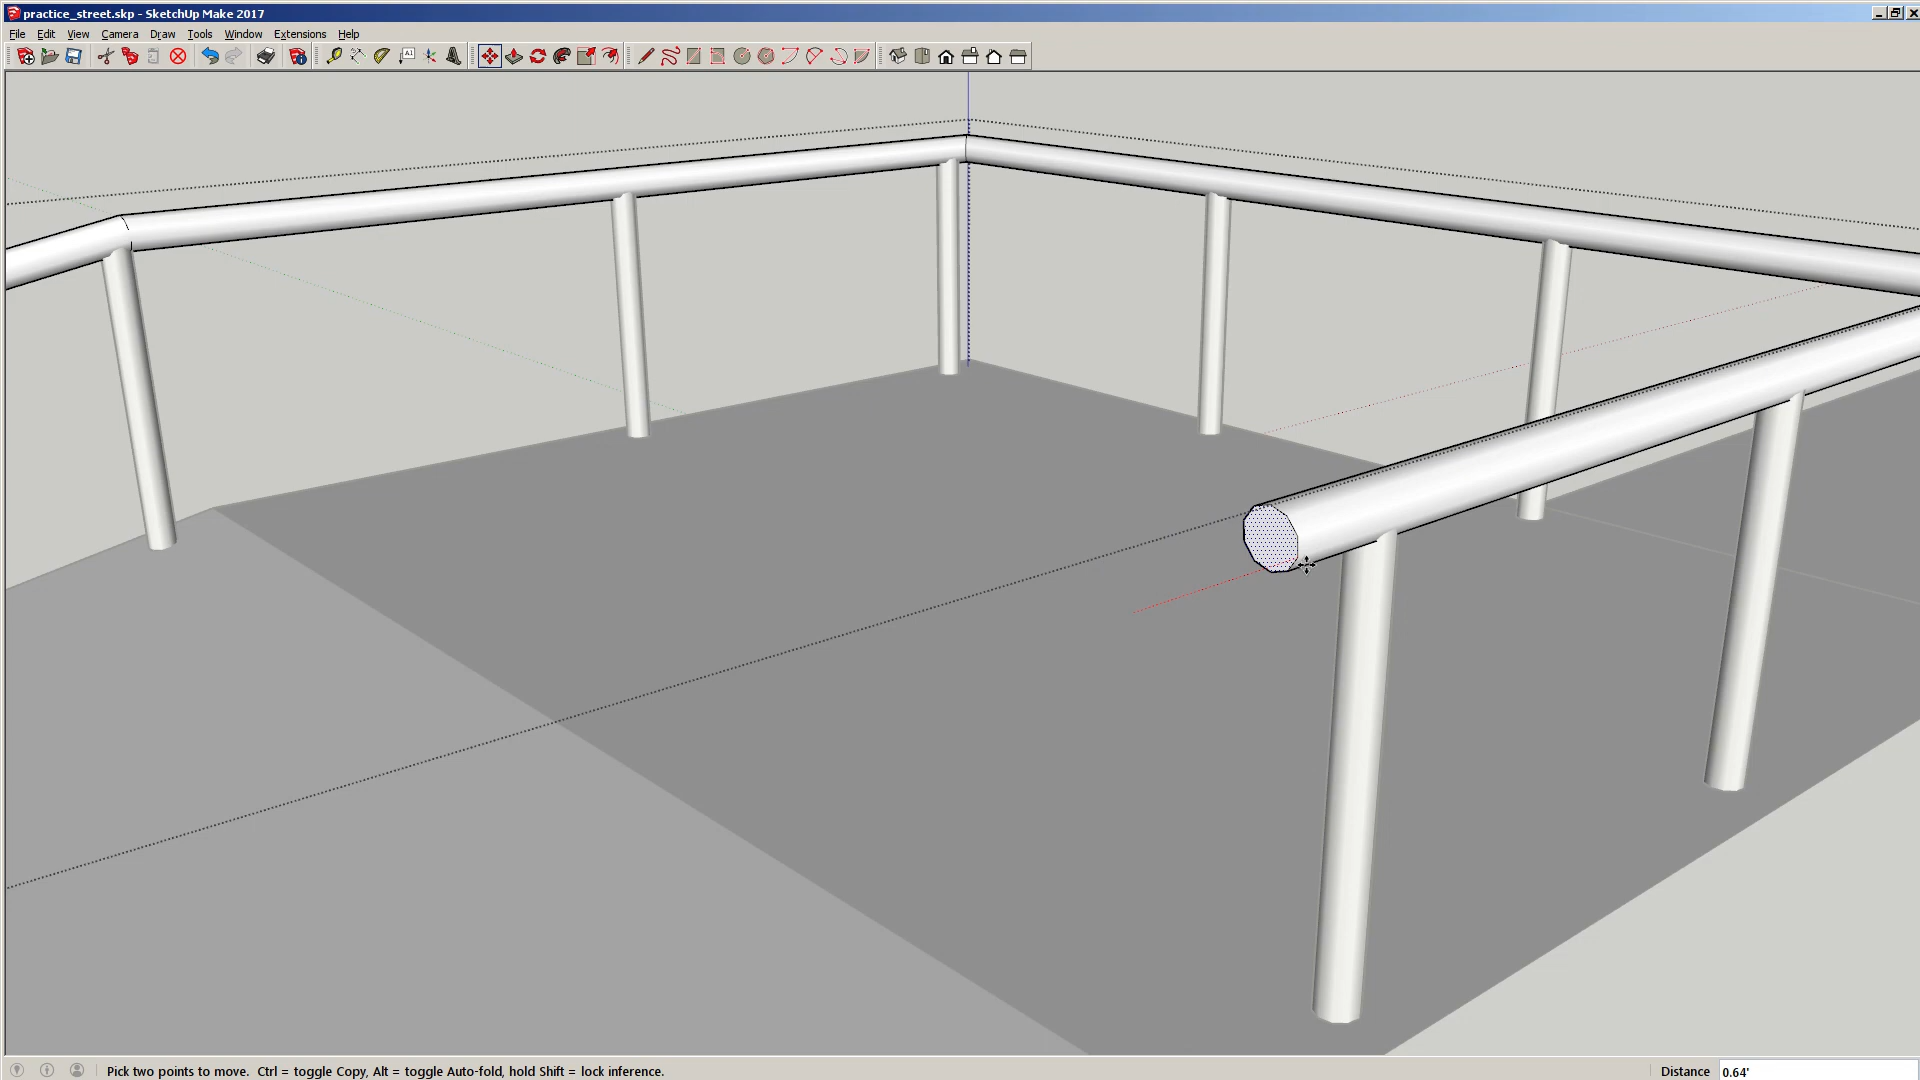 practice_street.skp - SketchUp Make 2017
File Edit View Camera Draw Tools Window Extensions Help
A1
Pick two points to move. Ctrl = toggle Copy, Alt = toggle Auto-fold, hold Shift = lock inference.
Distance 0.64'